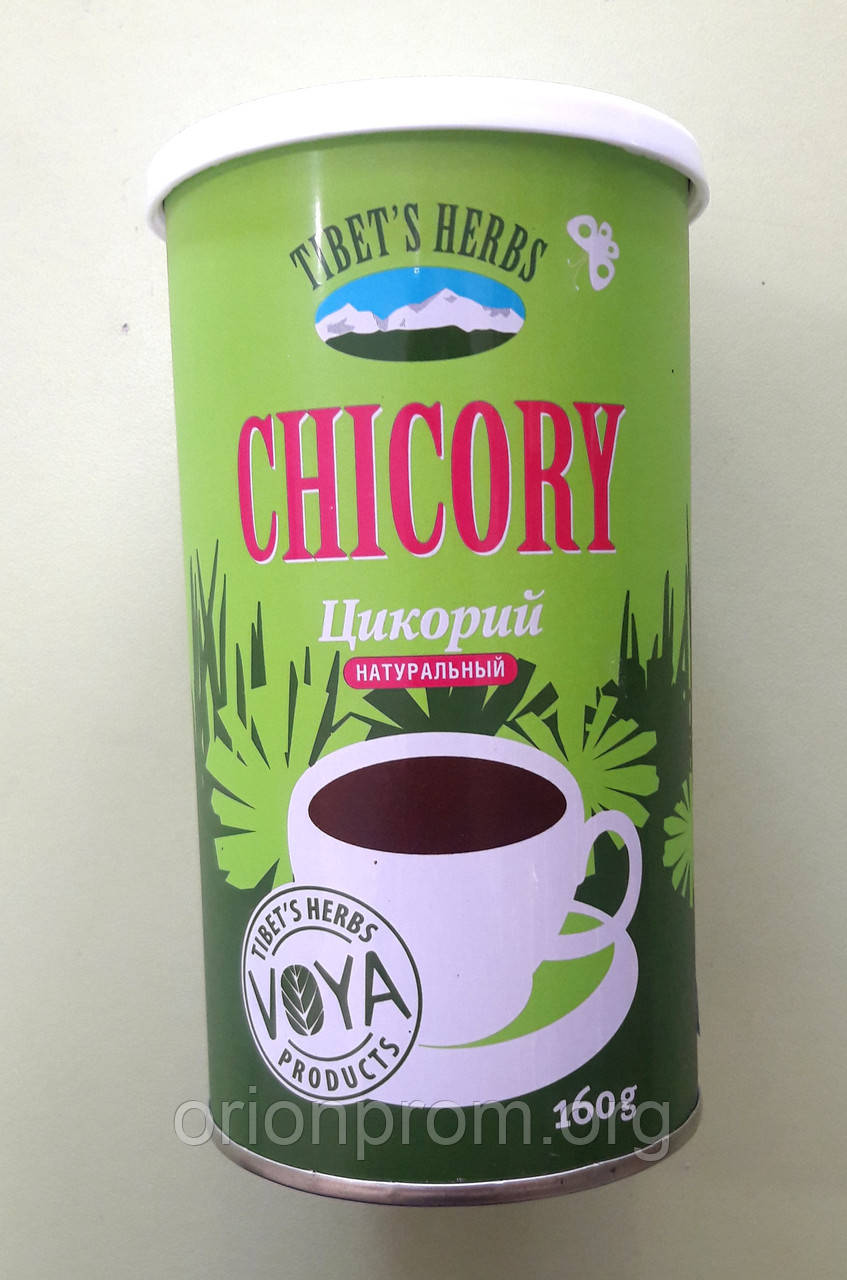 TIBET'S HERBS
CHICORY
Цикорий
НАТУРАЛЬНЫЙ
TIBET'S HERBS
VOYA
PRODUCTS
160g
orionprom.org